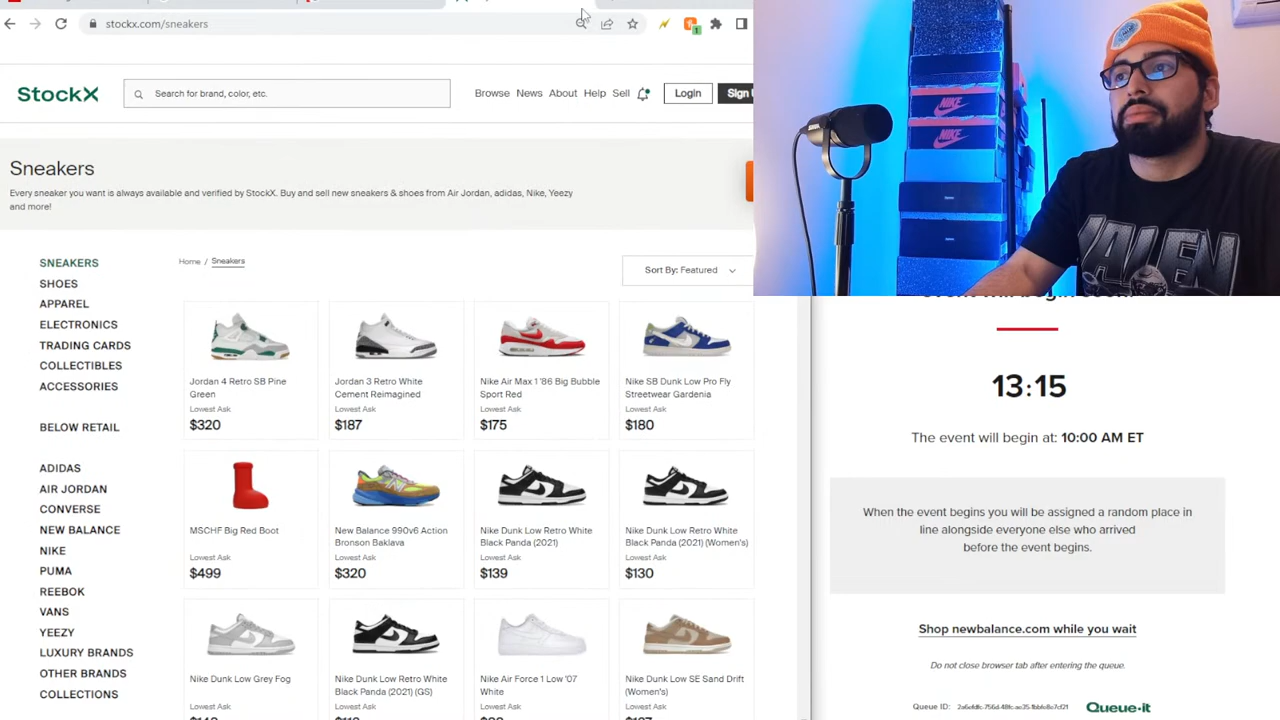 stockx.com/sneakers
1
StockX
Search for brand, color, etc.
Browse News About Help Sell
Login
Sign
Sneakers
Every sneaker you want is always available and verified by StockX. Buy and sell new sneakers & shoes from Air Jordan, adidas, Nike, Yeezy
and more!
Home / Sneakers
Sort By: Featured
SNEAKERS
SHOES
APPAREL
ELECTRONICS
TRADING CARDS
COLLECTIBLES
ACCESSORIES
BELOW RETAIL
ADIDAS
AIR JORDAN
CONVERSE
NEW BALANCE
NIKE
PUMA
REEBOK
VANS
YEEZY
LUXURY BRANDS
OTHER BRANDS
COLLECTIONS
Jordan 4 Retro SB Pine
Green
Lowest Ask
$320
Jordan 3 Retro White
Cement Reimagined
Lowest Ask
$187
Nike Air Max 1 '86 Big Bubble
Sport Red
Lowest Ask
$175
Nike SB Dunk Low Pro Fly
Streetwear Gardenia
Lowest Ask
$180
MSCHF Big Red Boot
Lowest Ask
$499
New Balance 990v6 Action
Bronson Baklava
Lowest Ask
$320
Nike Dunk Low Retro White
Black Panda (2021)
Lowest Ask
$139
Nike Dunk Low Retro White
Black Panda (2021) (Women's)
Lowest Ask
$130
Nike Dunk Low Grey Fog
Lowest Ask
Nike Dunk Low Retro White
Black Panda (2021) (GS)
Nike Air Force 1 Low '07
White
Nike Dunk Low SE Sand Drift
(Women's)
NIKE
NIKE
13:15
The event will begin at: 10:00 AM ET
When the event begins you will be assigned a random place in
line alongside everyone else who arrived
before the event begins.
Shop newbalance.com while you wait
Do not close browser tab after entering the queue.
Queue ID:
Queue-it